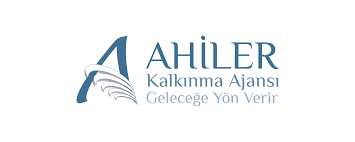 AHİLER
Kalkınma Ajansı
Geleceğe Yön Verir